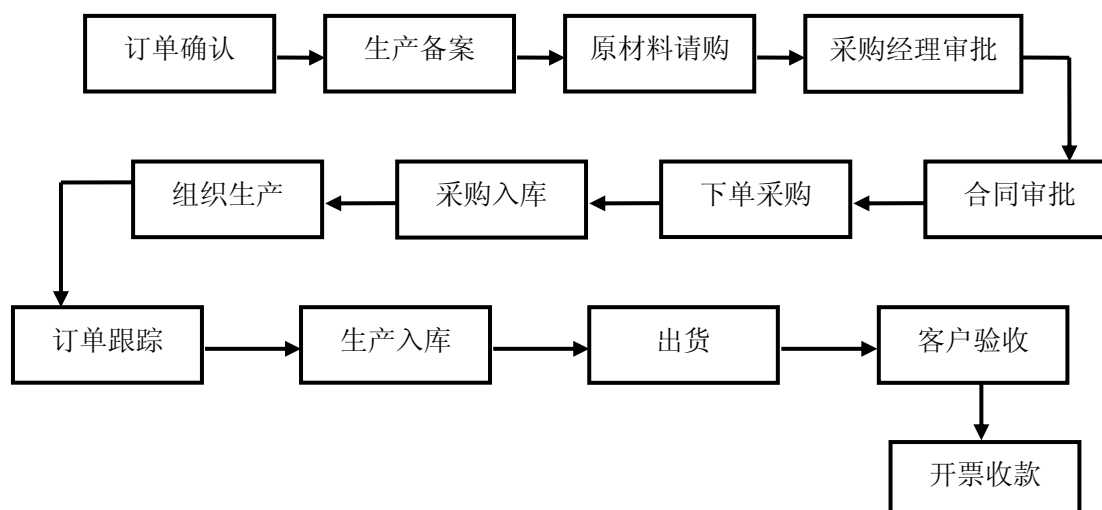 订单确认
生产备案
原材料请购
采购经理审批
合同审批
下单采购
采购入库
组织生产
订单跟踪
生产入库
出货
客户验收
开票收款